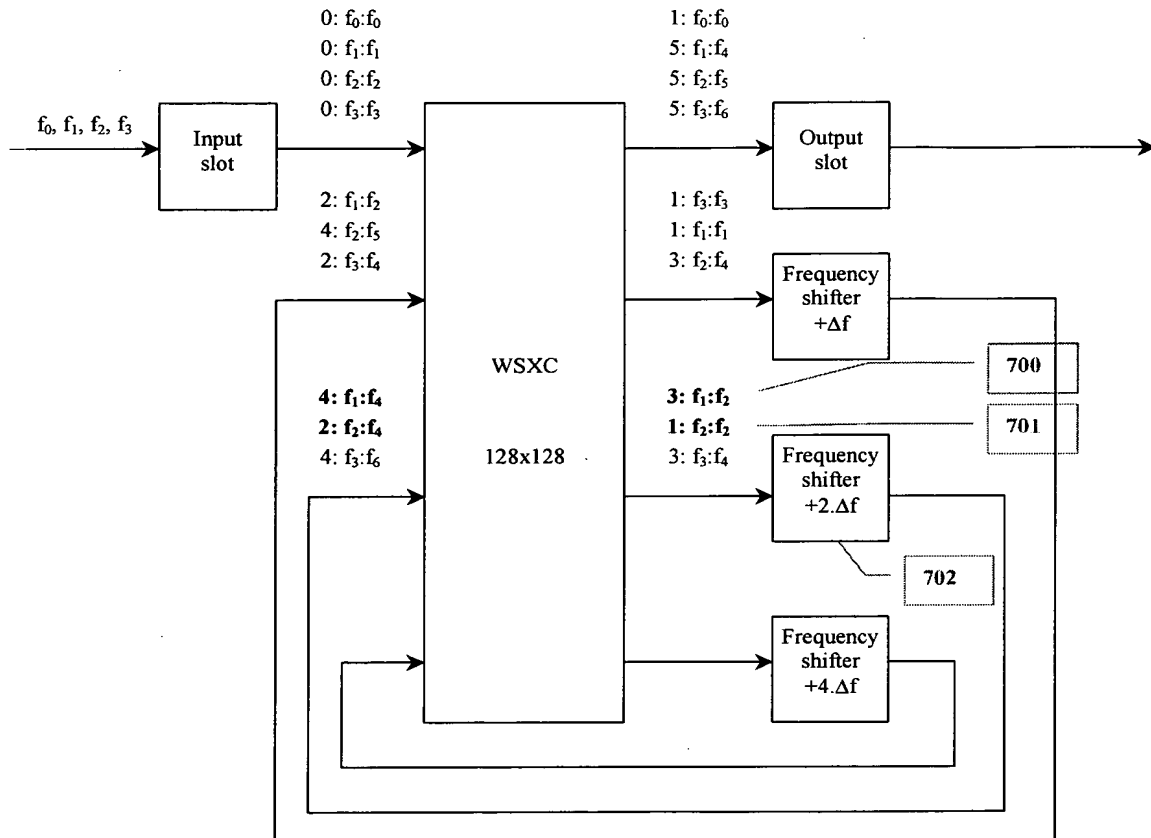 0: f₀:f₀
0: f₁:f₁
0: f₂:f₂
0: f₃:f₃
1: f₀:f₀
5: f₁:f₄
5: f₂:f₅
5: f₃:f₆
f₀, f₁, f₂, f₃
Input
slot
Output
slot
2: f₁:f₂
4: f₂:f₅
2: f₃:f₄
1: f₃:f₃
1: f₁:f₁
3: f₂:f₄
Frequency
shifter
+Δf
WSXC
128x128
700
701
4: f₁:f₄
2: f₂:f₄
4: f₃:f₆
3: f₁:f₂
1: f₂:f₂
3: f₃:f₄
Frequency
shifter
+2.Δf
702
Frequency
shifter
+4.Δf